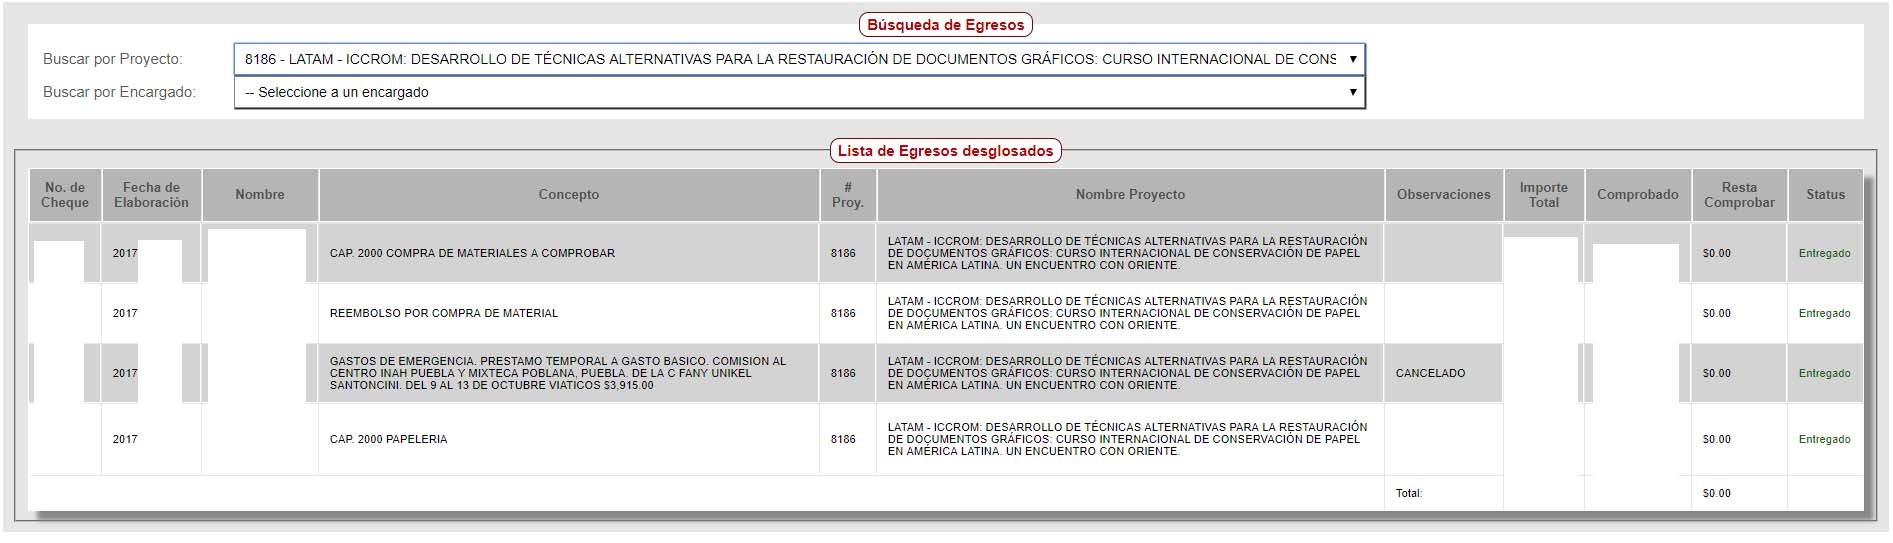 Búsqueda de Egresos
Buscar por Proyecto:
8186 - LATAM - ICCROM: DESARROLLO DE TÉCNICAS ALTERNATIVAS PARA LA RESTAURACIÓN DE DOCUMENTOS GRÁFICOS: CURSO INTERNACIONAL DE CONS
Buscar por Encargado:
-- Seleccione a un encargado
Lista de Egresos desglosados
No. de
Cheque
Fecha de
Elaboración
Nombre
Concepto
#
Proy.
Nombre Proyecto
Observaciones
Importe
Total
Comprobado
Resta
Comprobar
Status
2017
CAP. 2000 COMPRA DE MATERIALES A COMPROBAR
8186
LATAM - ICCROM: DESARROLLO DE TÉCNICAS ALTERNATIVAS PARA LA RESTAURACIÓN
DE DOCUMENTOS GRÁFICOS: CURSO INTERNACIONAL DE CONSERVACIÓN DE PAPEL
EN AMÉRICA LATINA. UN ENCUENTRO CON ORIENTE.
$0.00
Entregado
2017
REEMBOLSO POR COMPRA DE MATERIAL
8186
LATAM - ICCROM: DESARROLLO DE TÉCNICAS ALTERNATIVAS PARA LA RESTAURACIÓN
DE DOCUMENTOS GRÁFICOS: CURSO INTERNACIONAL DE CONSERVACIÓN DE PAPEL
EN AMÉRICA LATINA. UN ENCUENTRO CON ORIENTE.
$0.00
Entregado
2017
GASTOS DE EMERGENCIA. PRESTAMO TEMPORAL A GASTO BASICO. COMISION AL
CENTRO INAH PUEBLA Y MIXTECA POBLANA, PUEBLA. DE LA C FANY UNIKEL
SANTONCINI. DEL 9 AL 13 DE OCTUBRE VIATICOS $3,915.00
8186
LATAM - ICCROM: DESARROLLO DE TÉCNICAS ALTERNATIVAS PARA LA RESTAURACIÓN
DE DOCUMENTOS GRÁFICOS: CURSO INTERNACIONAL DE CONSERVACIÓN DE PAPEL
EN AMÉRICA LATINA. UN ENCUENTRO CON ORIENTE.
CANCELADO
$0.00
Entregado
2017
CAP. 2000 PAPELERIA
8186
LATAM - ICCROM: DESARROLLO DE TÉCNICAS ALTERNATIVAS PARA LA RESTAURACIÓN
DE DOCUMENTOS GRÁFICOS: CURSO INTERNACIONAL DE CONSERVACIÓN DE PAPEL
EN AMÉRICA LATINA. UN ENCUENTRO CON ORIENTE.
$0.00
Entregado
Total:
$0.00